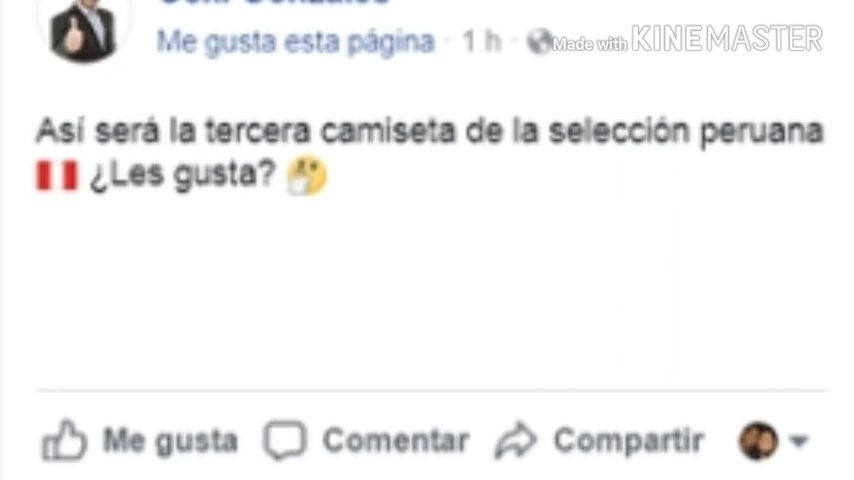 Me gusta esta página · 1 h ·
Made with KINEMASTER
Así será la tercera camiseta de la selección peruana
🇵🇪 ¿Les gusta? 🤔
Me gusta Comentar Compartir